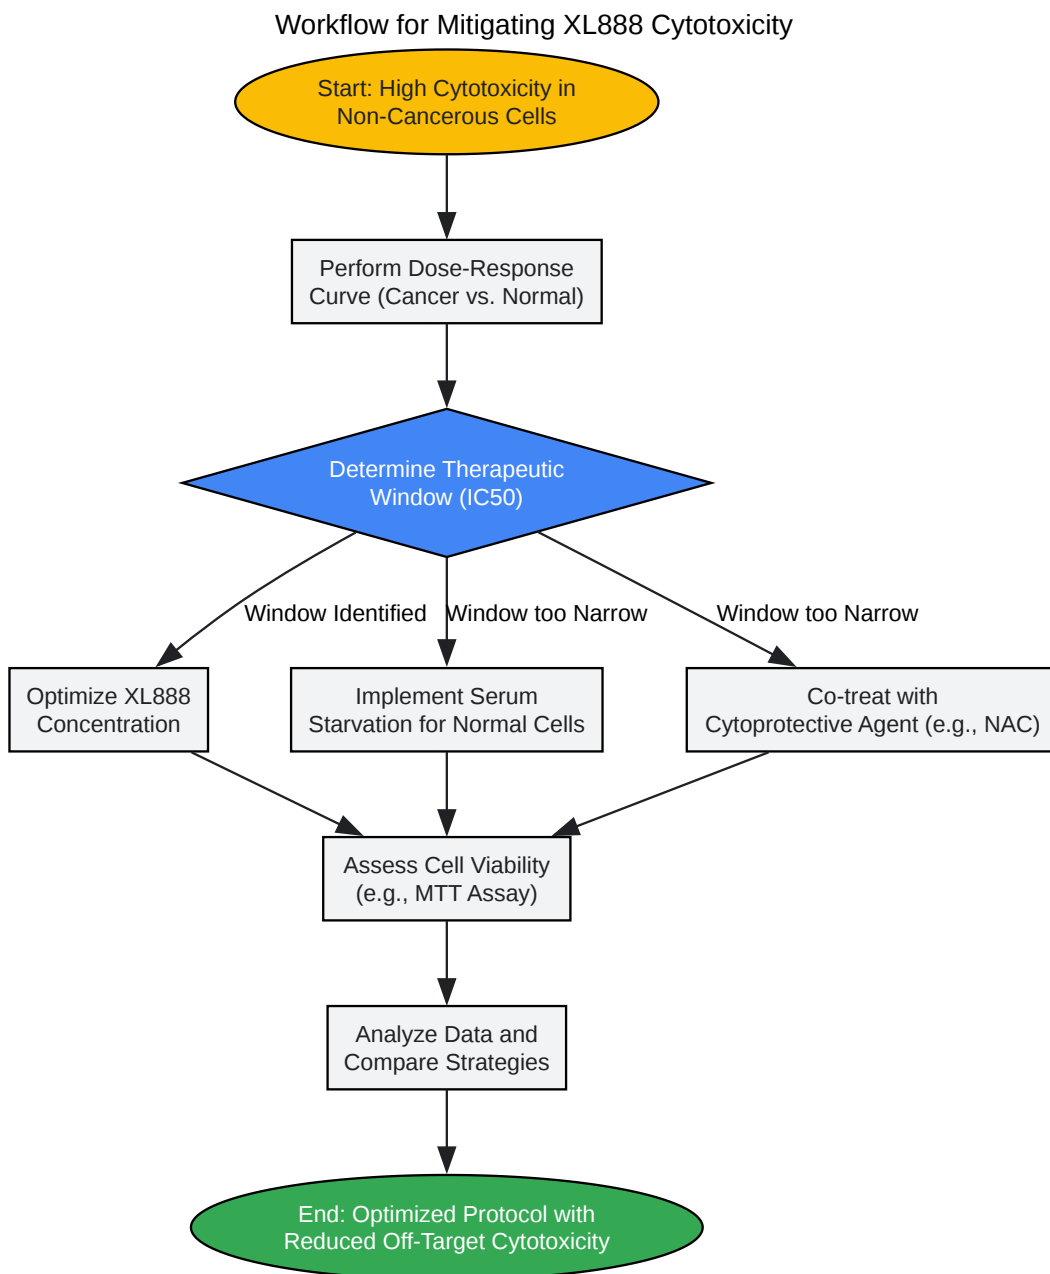 Workflow for Mitigating XL888 Cytotoxicity
Start: High Cytotoxicity in
Non-Cancerous Cells
Perform Dose-Response
Curve (Cancer vs. Normal)
Determine Therapeutic
Window (IC50)
Window Identified
Window too Narrow
Window too Narrow
Optimize XL888
Concentration
Implement Serum
Starvation for Normal Cells
Co-treat with
Cytoprotective Agent (e.g., NAC)
Assess Cell Viability
(e.g., MTT Assay)
Analyze Data and
Compare Strategies
End: Optimized Protocol with
Reduced Off-Target Cytotoxicity